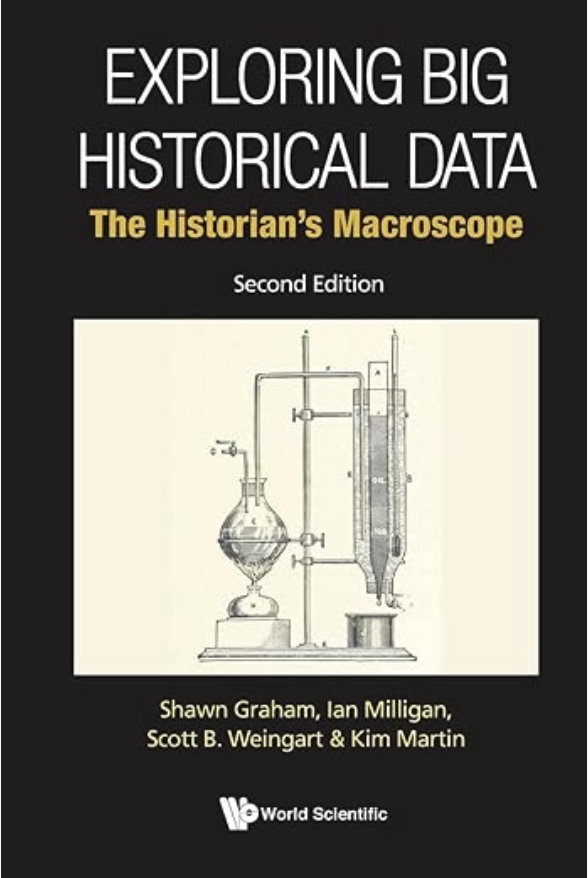 EXPLORING BIG
HISTORICAL DATA
The Historian's Macroscope
Second Edition
Shawn Graham, Ian Milligan,
Scott B. Weingart & Kim Martin
World Scientific